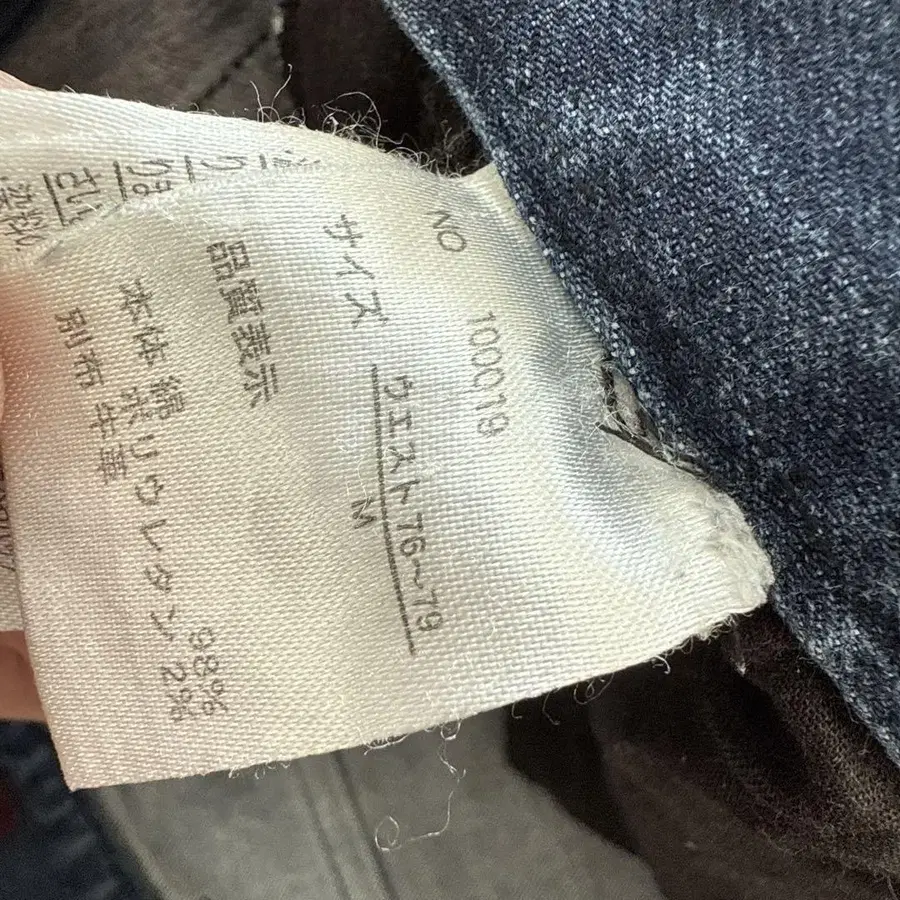 NO 10079
サイズ ウエスト76~79
M
品質表示
本体 綿 98%
ポリウレタン 2%
別布 牛革